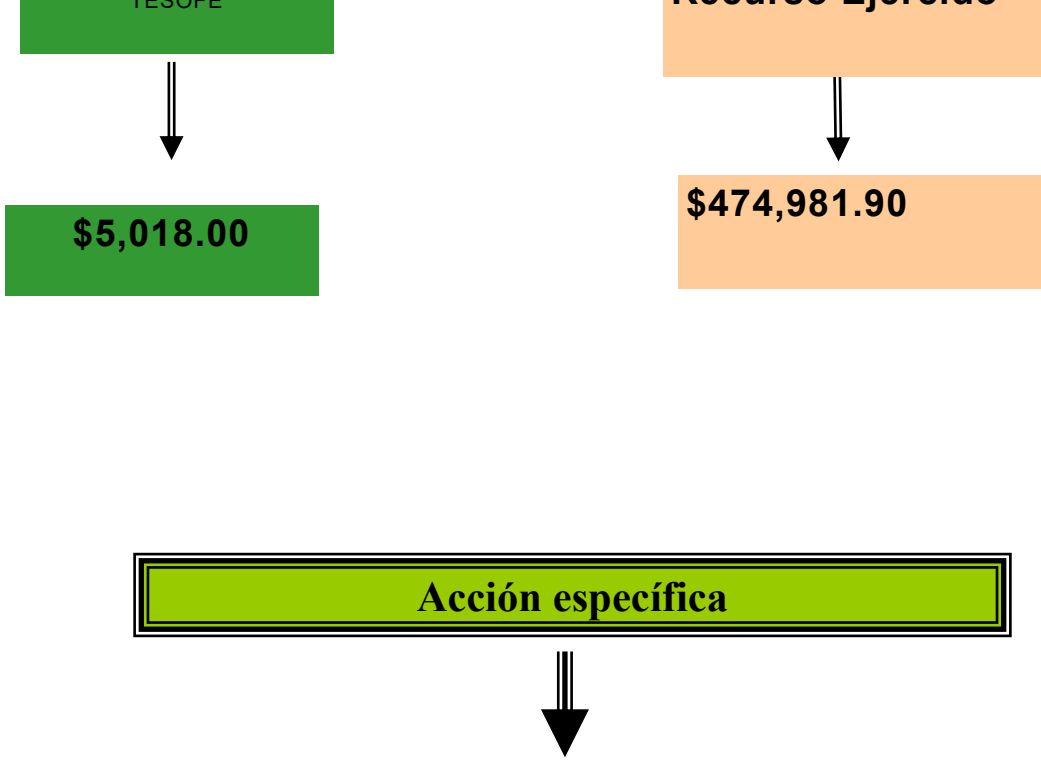 TESOFE
Recurso Ejercido
$5,018.00
$474,981.90
Acción específica